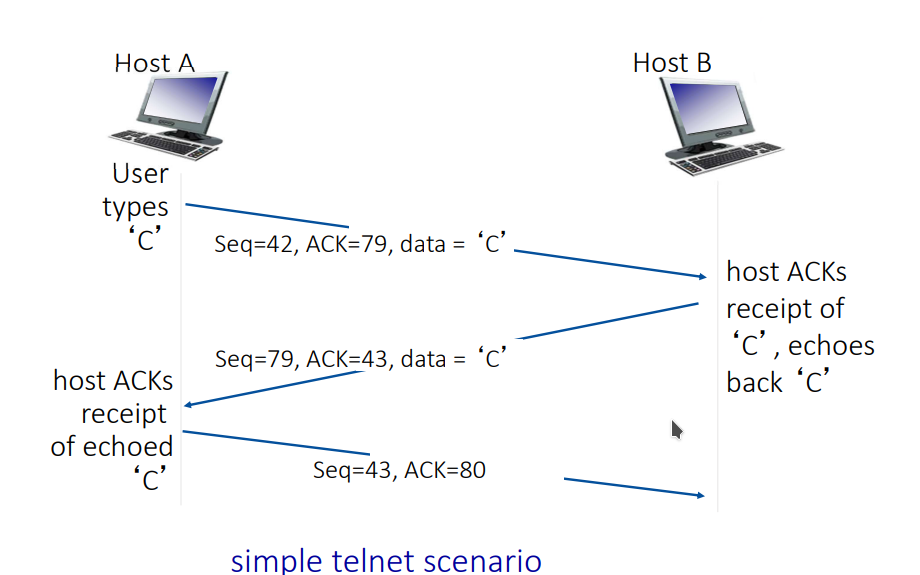 Host A
Host B
User
types
‘C’
Seq=42, ACK=79, data = ‘C’
host ACKs
receipt of
‘C’, echoes
back ‘C’
Seq=79, ACK=43, data = ‘C’
host ACKs
receipt
of echoed
‘C’
Seq=43, ACK=80
simple telnet scenario